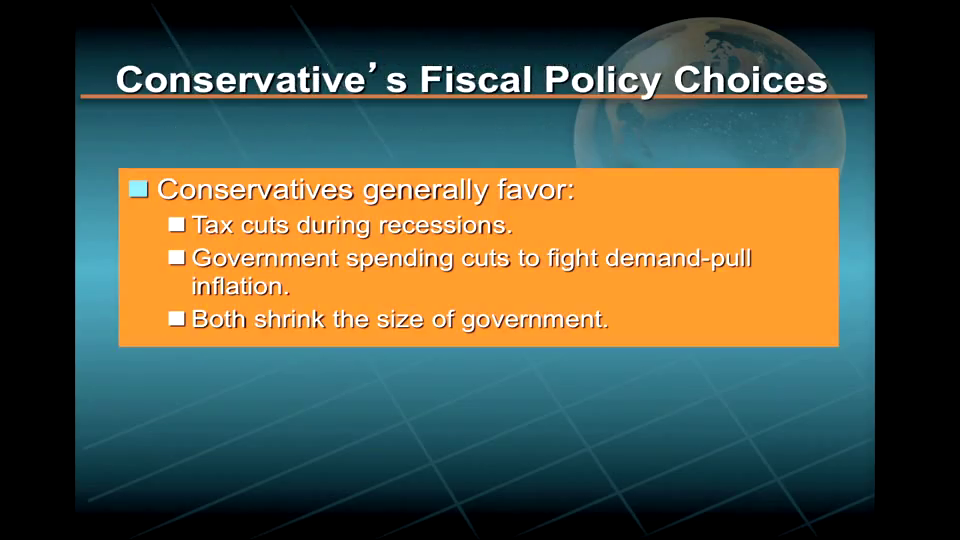 Conservative’s Fiscal Policy Choices
Conservatives generally favor:
Tax cuts during recessions.
Government spending cuts to fight demand-pull
inflation.
Both shrink the size of government.